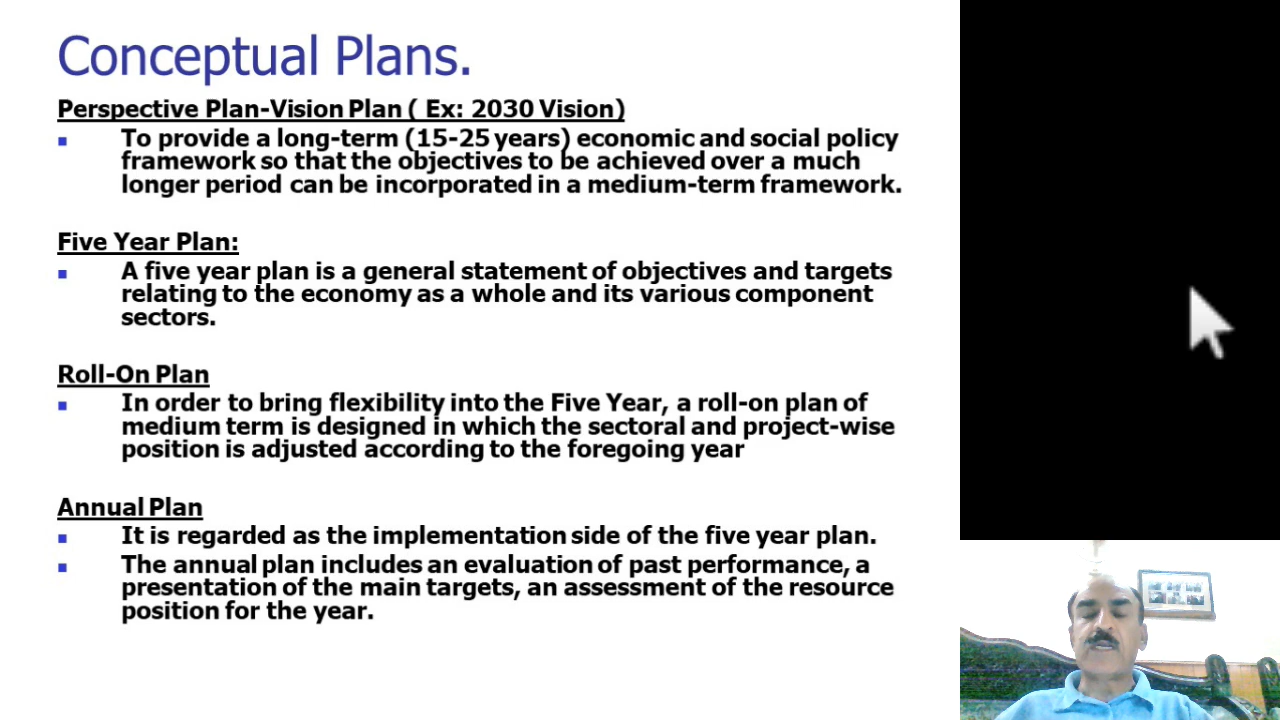 Conceptual Plans.
Perspective Plan-Vision Plan ( Ex: 2030 Vision)
To provide a long-term (15-25 years) economic and social policy
framework so that the objectives to be achieved over a much
longer period can be incorporated in a medium-term framework.
Five Year Plan:
A five year plan is a general statement of objectives and targets
relating to the economy as a whole and its various component
sectors.
Roll-On Plan
In order to bring flexibility into the Five Year, a roll-on plan of
medium term is designed in which the sectoral and project-wise
position is adjusted according to the foregoing year
Annual Plan
It is regarded as the implementation side of the five year plan.
The annual plan includes an evaluation of past performance, a
presentation of the main targets, an assessment of the resource
position for the year.